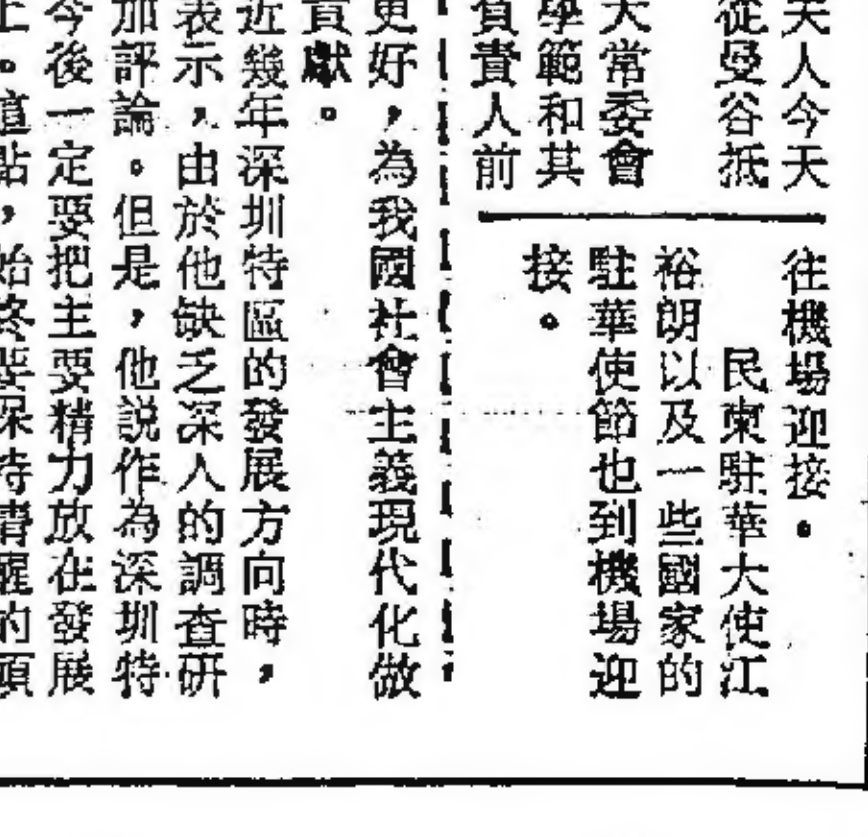 夫人今天
從曼谷抵
大常委會
學範和其
負責人前
往機場迎接。
民柬駐華大使江
裕朗以及一些國家的
駐華使節也到機場迎
接。
更好，為我國社會主義現代化做
貢獻。
近幾年深圳特區的發展方向時，
表示，由於他缺乏深入的調查研
加評論。但是，他説作為深圳特
今後一定要把主要精力放在發展
上。這點，始終要保持清醒的頭